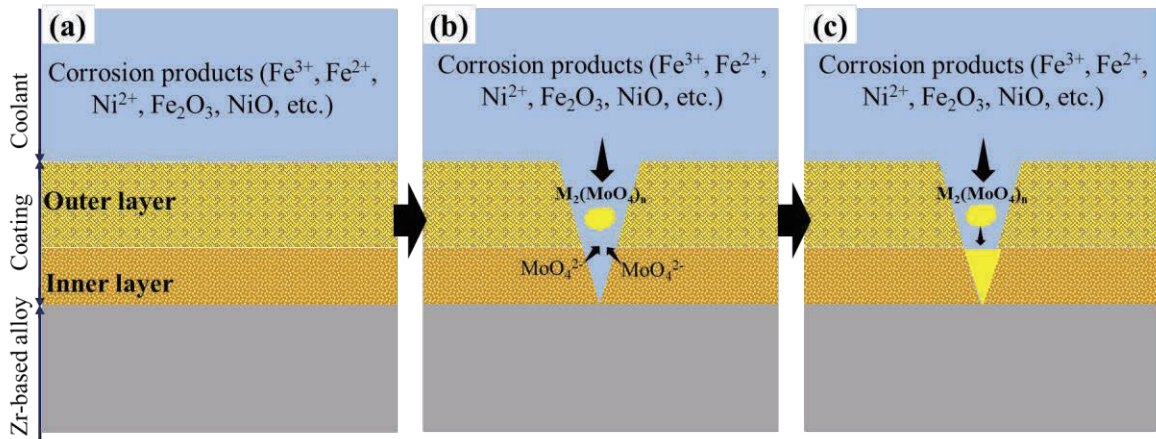 (a)
Corrosion products (Fe³⁺, Fe²⁺,
Ni²⁺, Fe₂O₃, NiO, etc.)
Outer layer
Inner layer
Coolant
Coating
Zr-based alloy
(b)
Corrosion products (Fe³⁺, Fe²⁺,
Ni²⁺, Fe₂O₃, NiO, etc.)
M₂(MoO₄)ₙ
MoO₄²⁻ MoO₄²⁻
(c)
Corrosion products (Fe³⁺, Fe²⁺,
Ni²⁺, Fe₂O₃, NiO, etc.)
M₂(MoO₄)ₙ